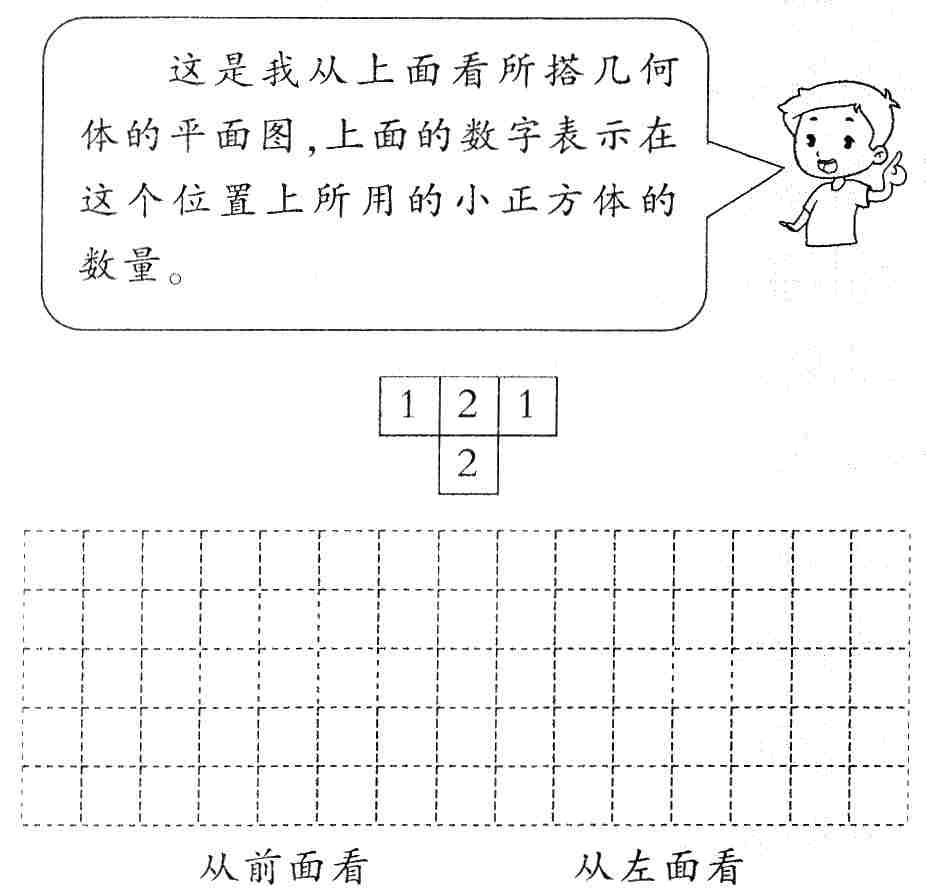 这是我从上面看所搭几何
体的平面图,上面的数字表示在
这个位置上所用的小正方体的
数量。
1 2 1
2
从前面看 从左面看